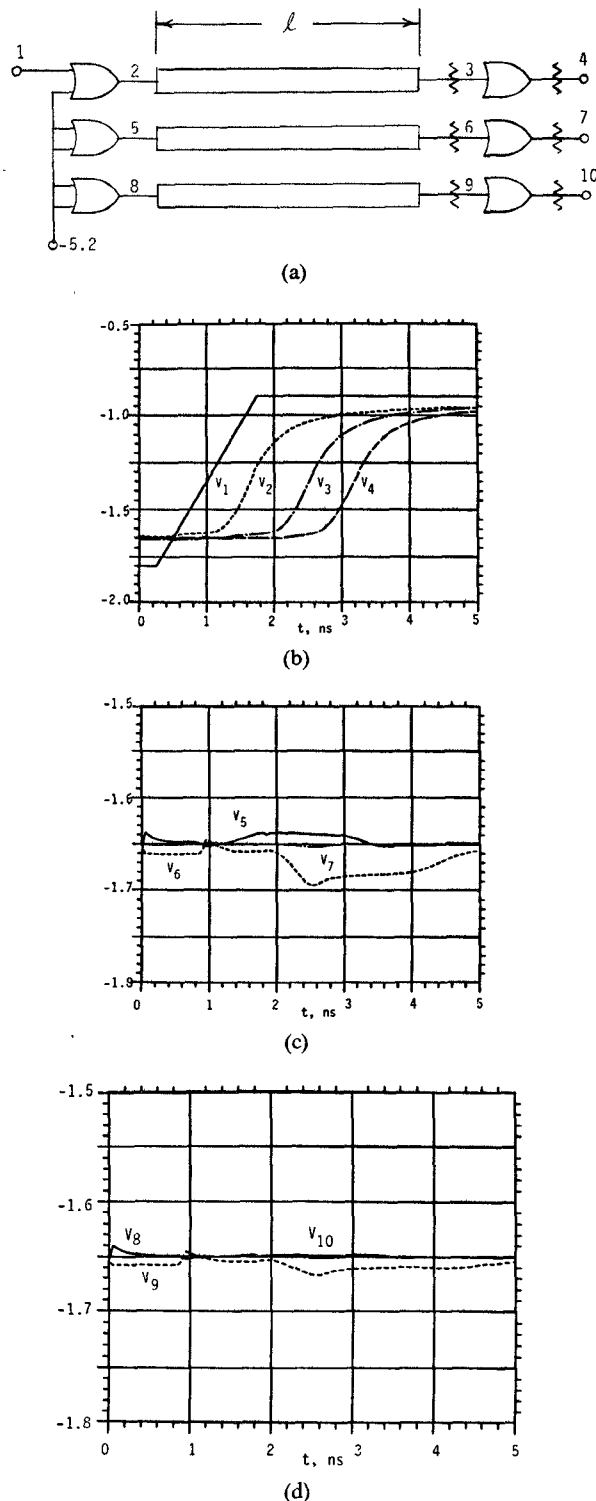 ℓ
1 2 3 4
5 6 7
8 9 10
-5.2
(a)
-0.5
-1.0
-1.5
-2.0
V1 V2 V3 V4
0 1 2 3 4 5
t, ns
(b)
-1.5
-1.6
V5
V6 V7
-1.7
-1.9
0 1 2 3 4 5
t, ns
(c)
-1.5
-1.6
V8 V10
V9
-1.7
-1.8
0 1 2 3 4 5
t, ns
(d)